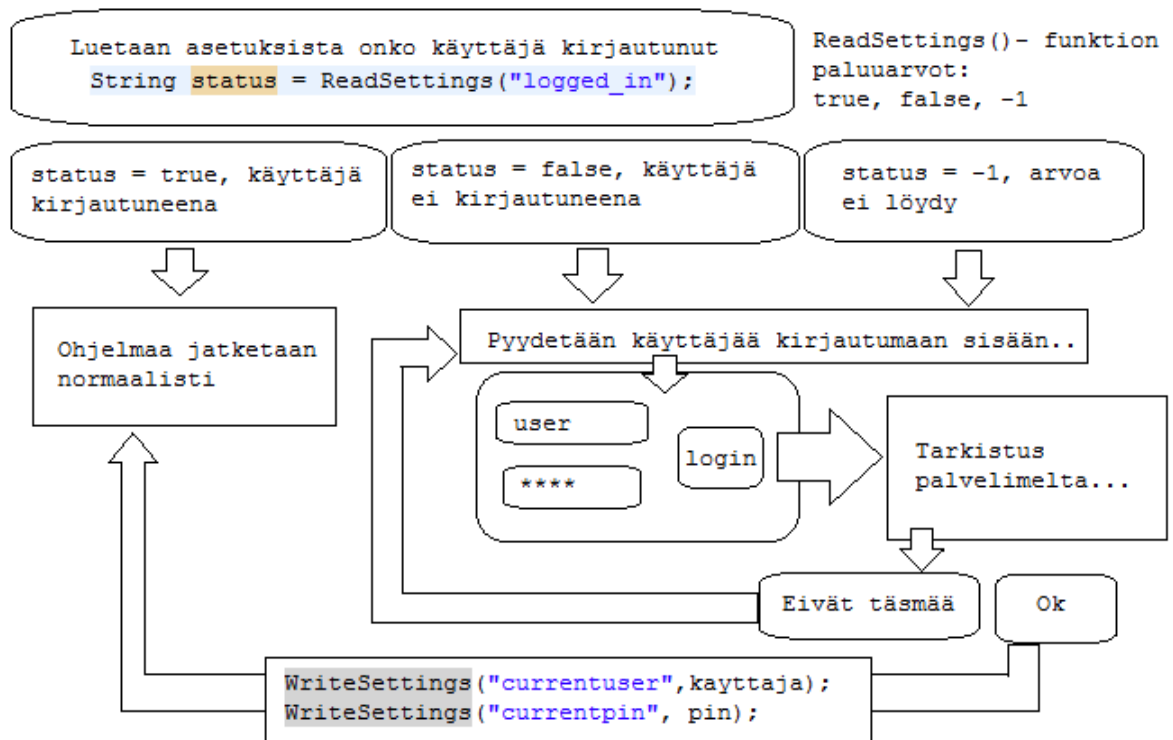 Luetaan asetuksista onko käyttäjä kirjautunut
String status = ReadSettings("logged_in");
ReadSettings()- funktion
paluuarvot:
true, false, -1
status = true, käyttäjä
kirjautuneena
status = false, käyttäjä
ei kirjautuneena
status = -1, arvoa
ei löydy
Ohjelmaa jatketaan
normaalisti
Pyydetään käyttäjää kirjautumaan sisään..
user
****
login
Tarkistus
palvelimelta...
Eivät täsmää
Ok
WriteSettings("currentuser",kayttaja);
WriteSettings("currentpin", pin);